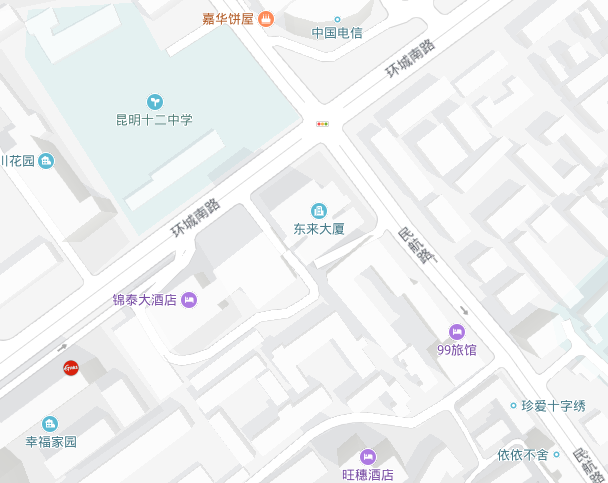 嘉华饼屋
中国电信
环城南路
昆明十二中学
川花园
环城南路
东来大厦
民航路
锦泰大酒店
99旅馆
珍爱十字绣
幸福家园
依依不舍
旺穗酒店
民航路